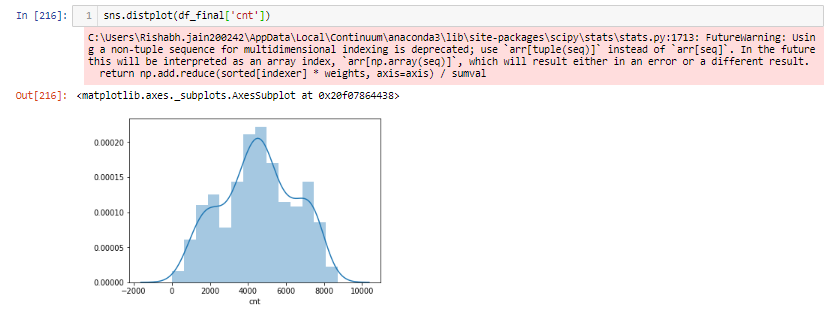 In [216]: 1 sns.distplot(df_final['cnt'])
C:\Users\Rishabh.jain200242\AppData\Local\Continuum\anaconda3\lib\site-packages\scipy\stats\stats.py:1713: FutureWarning: Usin
g a non-tuple sequence for multidimensional indexing is deprecated; use `arr[tuple(seq)]` instead of `arr[seq]`. In the future
this will be interpreted as an array index, `arr[np.array(seq)]`, which will result either in an error or a different result.
return np.add.reduce(sorted[indexer] * weights, axis=axis) / sumval
Out[216]: <matplotlib.axes._subplots.AxesSubplot at 0x20f07864438>
0.00020
0.00015
0.00010
0.00005
0.00000
−2000 0 2000 4000 6000 8000 10000
cnt